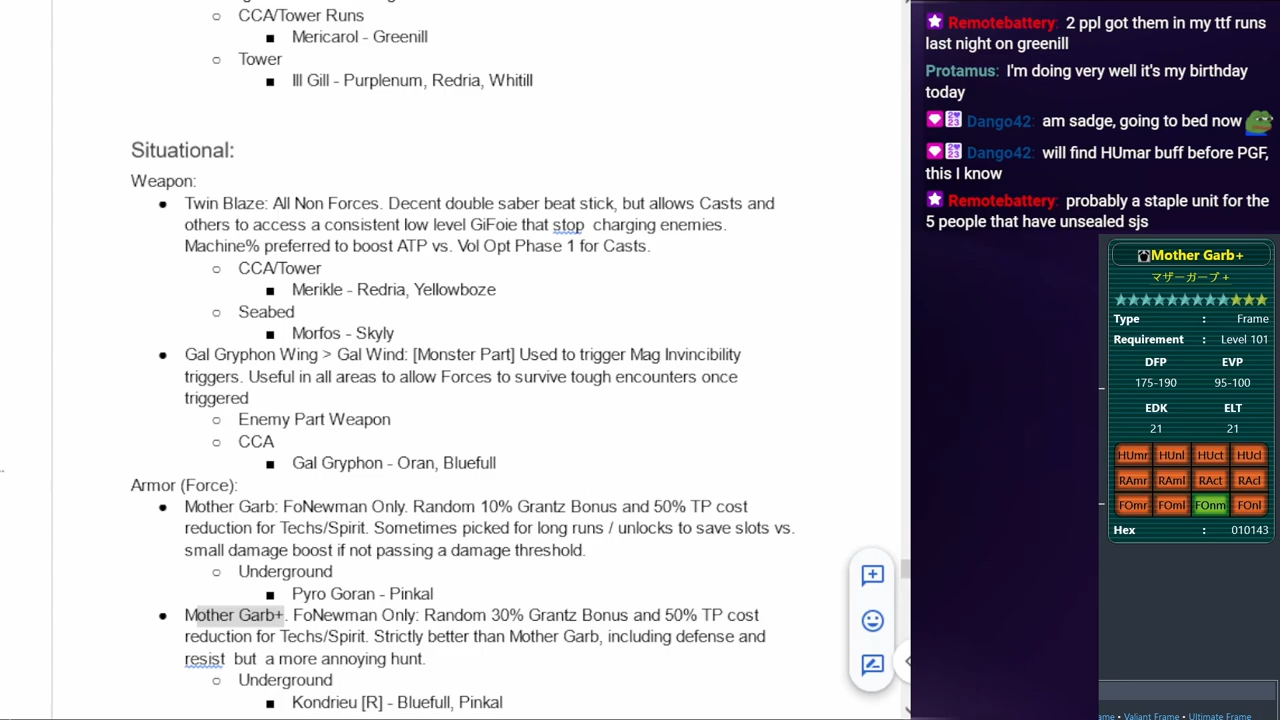 CCA/Tower Runs
Mericarol - Greenill
Tower
Ill Gill - Purplenum, Redria, Whitill
Situational:
Weapon:
Twin Blaze: All Non Forces. Decent double saber beat stick, but allows Casts and
others to access a consistent low level GiFoie that stop charging enemies.
Machine% preferred to boost ATP vs. Vol Opt Phase 1 for Casts.
CCA/Tower
Merikle - Redria, Yellowboze
Seabed
Morfos - Skyly
Gal Gryphon Wing > Gal Wind: [Monster Part] Used to trigger Mag Invincibility
triggers. Useful in all areas to allow Forces to survive tough encounters once
triggered
Enemy Part Weapon
CCA
Gal Gryphon - Oran, Bluefull
Armor (Force):
Mother Garb: FoNewman Only. Random 10% Grantz Bonus and 50% TP cost
reduction for Techs/Spirit. Sometimes picked for long runs / unlocks to save slots vs.
small damage boost if not passing a damage threshold.
Underground
Pyro Goran - Pinkal
Mother Garb+. FoNewman Only: Random 30% Grantz Bonus and 50% TP cost
reduction for Techs/Spirit. Strictly better than Mother Garb, including defense and
resist but a more annoying hunt.
Underground
Kondrieu [R] - Bluefull, Pinkal
Remotebattery: 2 ppl got them in my ttf runs
last night on greenill
Protamus: I'm doing very well it's my birthday
today
Dango42: am sadge, going to bed now
Dango42: will find HUmar buff before PGF,
this I know
Remotebattery: probably a staple unit for the
5 people that have unsealed sjs
Mother Garb+
マザーガーブ +
Type : Frame
Requirement : Level 101
DFP EVP
175-190 95-100
EDK ELT
21 21
HUmr HUnl HUct HUcl
RAmr RAml RAct RAcl
FOmr FOml FOnm FOnl
Hex : 010143
ame • Valiant Frame • Ultimate Frame